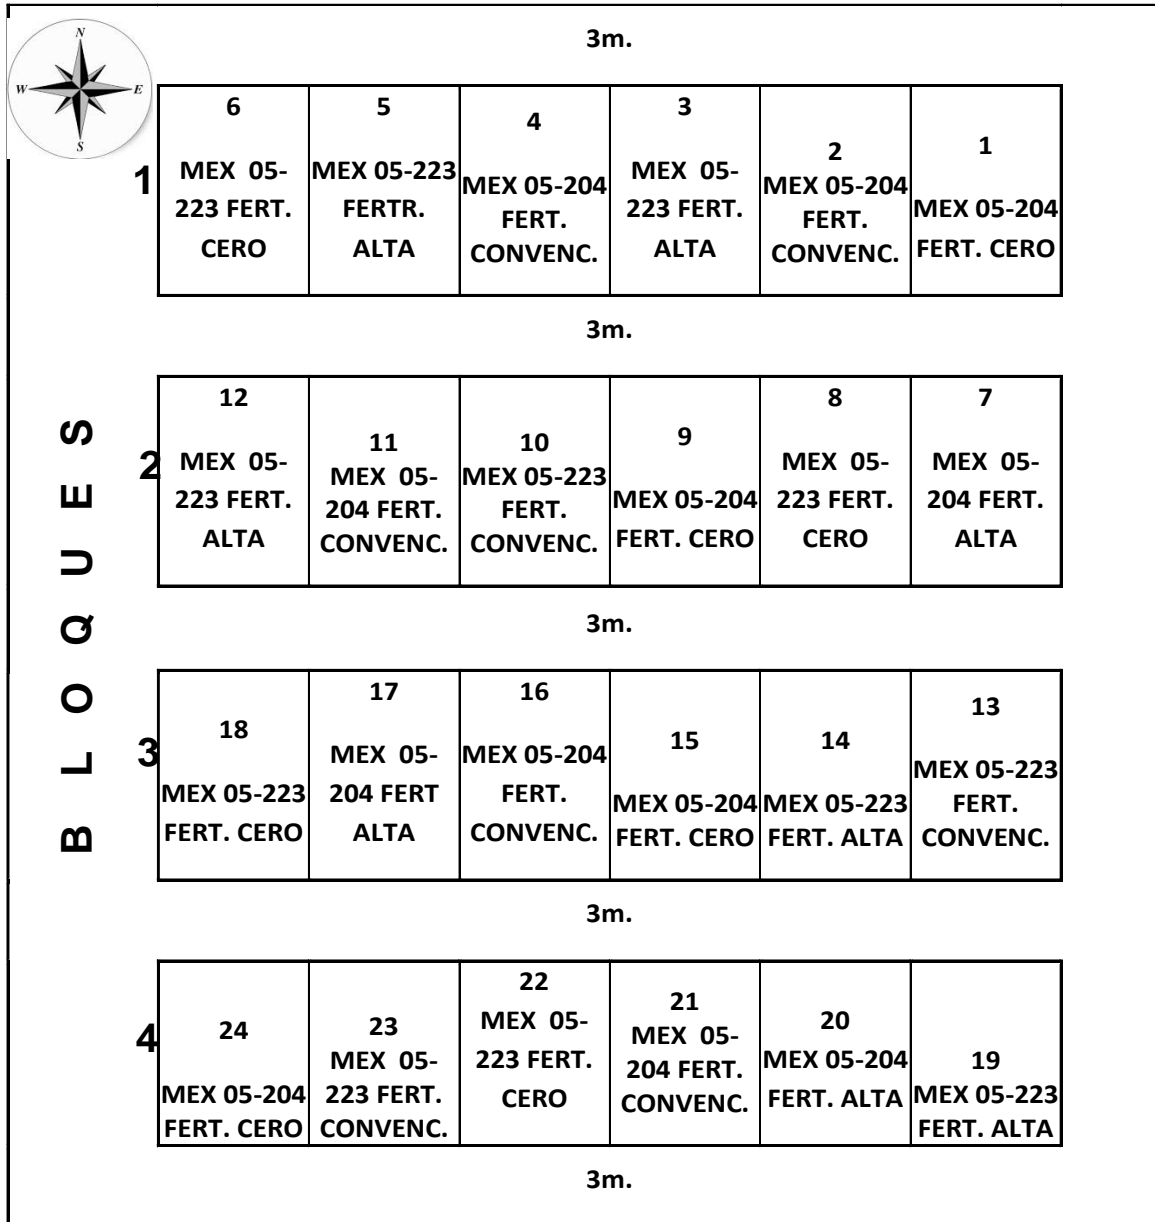 N
W E
S
3m.
BLOQUES
1
6
MEX 05-
223 FERT.
CERO
5
MEX 05-223
FERTR.
ALTA
4
MEX 05-204
FERT.
CONVENC.
3
MEX 05-
223 FERT.
ALTA
2
MEX 05-204
FERT.
CONVENC.
1
MEX 05-204
FERT. CERO
3m.
2
12
MEX 05-
223 FERT.
ALTA
11
MEX 05-
204 FERT.
CONVENC.
10
MEX 05-223
FERT.
CONVENC.
9
MEX 05-204
FERT. CERO
8
MEX 05-
223 FERT.
CERO
7
MEX 05-
204 FERT.
ALTA
3m.
3
18
MEX 05-223
FERT. CERO
17
MEX 05-
204 FERT
ALTA
16
MEX 05-204
FERT.
CONVENC.
15
MEX 05-204
FERT. CERO
14
MEX 05-223
FERT. ALTA
13
MEX 05-223
FERT.
CONVENC.
3m.
4
24
MEX 05-204
FERT. CERO
23
MEX 05-
223 FERT.
CONVENC.
22
MEX 05-
223 FERT.
CERO
21
MEX 05-
204 FERT.
CONVENC.
20
MEX 05-204
FERT. ALTA
19
MEX 05-223
FERT. ALTA
3m.